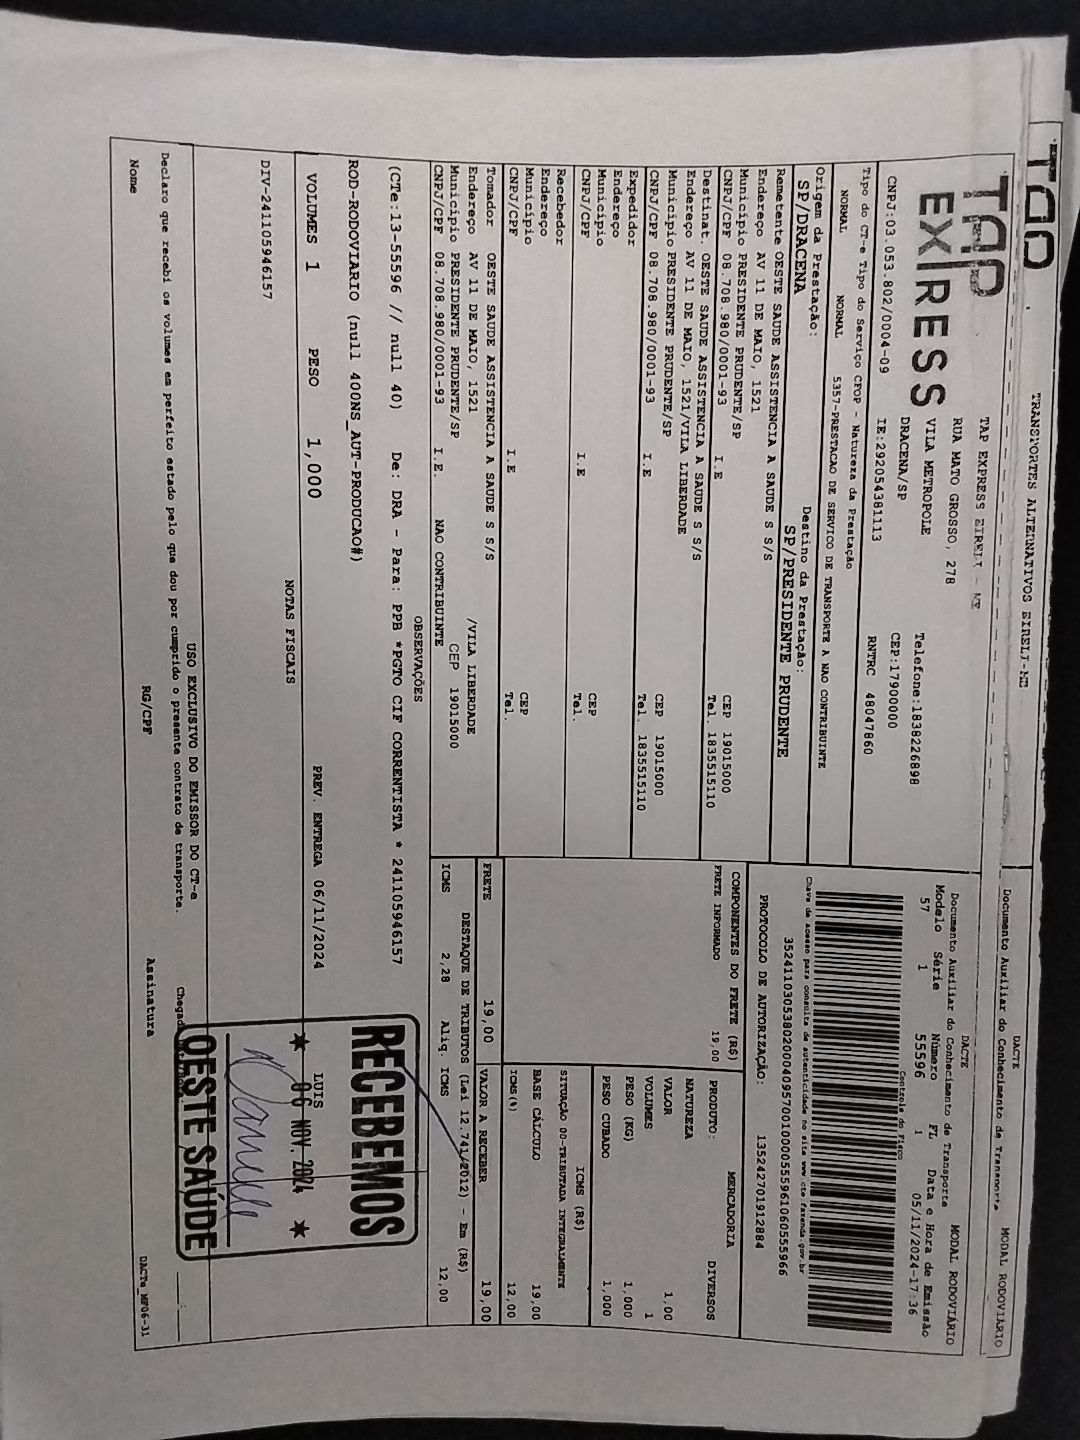 TRANSPORTES ALTERNATIVOS EIRELI-ME
DACTE
Documento Auxiliar do Conhecimento de Transporte
MODAL RODOVIÁRIO
TAP EXPRESS
TAP EXPRESS EIRELI - ME
RUA MATO GROSSO, 278
VILA METROPOLE
DRACENA/SP
Telefone:1838226898
CEP:17900000
CNPJ:03.053.802/0004-09 IE:292054381113 RNTRC 48047860
DACTE
Documento Auxiliar do Conhecimento de Transporte MODAL RODOVIÁRIO
Modelo Série Número FL Data e Hora de Emissão
57 1 55596 1 05/11/2024-17:36
Controle do Fisco
Chave de acesso para consulta de autenticidade no site www.cte.fazenda.gov.br
PROTOCOLO DE AUTORIZAÇÃO: 135242701912884
Tipo do CT-e Tipo do Serviço CFOP - Natureza da Prestação
NORMAL NORMAL 5357-PRESTACAO DE SERVICO DE TRANSPORTE A NAO CONTRIBUINTE
Origem da Prestação: Destino da Prestação:
SP/DRACENA SP/PRESIDENTE PRUDENTE
Remetente OESTE SAUDE ASSISTENCIA A SAUDE S S/S
Endereço AV 11 DE MAIO, 1521
Município PRESIDENTE PRUDENTE/SP CEP 19015000
CNPJ/CPF 08.708.980/0001-93 I.E Tel. 1835515110
Destinat. OESTE SAUDE ASSISTENCIA A SAUDE S S/S
Endereço AV 11 DE MAIO, 1521/VILA LIBERDADE
Município PRESIDENTE PRUDENTE/SP CEP 19015000
CNPJ/CPF 08.708.980/0001-93 I.E Tel. 1835515110
Expedidor
Endereço
Município CEP
CNPJ/CPF I.E Tel.
Recebedor
Endereço
Município CEP
CNPJ/CPF I.E Tel.
Tomador OESTE SAUDE ASSISTENCIA A SAUDE S S/S
Endereço AV 11 DE MAIO, 1521 /VILA LIBERDADE
Município PRESIDENTE PRUDENTE/SP CEP 19015000
CNPJ/CPF 08.708.980/0001-93 I.E. NAO CONTRIBUINTE
COMPONENTES DO FRETE (R$)
FRETE INFORMADO 19,00
MERCADORIA
PRODUTO: DIVERSOS
NATUREZA
VALOR 1,00
VOLUMES 1
PESO (KG) 1,000
PESO CUBADO 1,000
ICMS (R$)
SITUAÇÃO 00-TRIBUTADA INTEGRALMENTE
BASE CÁLCULO 19,00
ICMS(%) 12,00
FRETE 19,00 VALOR A RECEBER 19,00
DESTAQUE DE TRIBUTOS (Lei 12.741/2012) - Em (R$)
ICMS 2,28 Aliq. ICMS 12,00
OBSERVAÇÕES
(CTe:13-55596 // null 40) De: DRA - Para: PPB *PGTO CIF CORRENTISTA * 241105946157
ROD-RODOVIARIO (null 400NS_AUT-PRODUCAO#)
VOLUMES 1 PESO 1,000 PREV. ENTREGA 06/11/2024 LUIS
NOTAS FISCAIS
DIV-241105946157
RECEBEMOS
06 NOV. 2024
OESTE SAÚDE
USO EXCLUSIVO DO EMISSOR DO CT-e
Declaro que recebi os volumes em perfeito estado pelo que dou por cumprido o presente contrato de transporte.
Nome RG/CPF Assinatura
DACTe_MP06-31